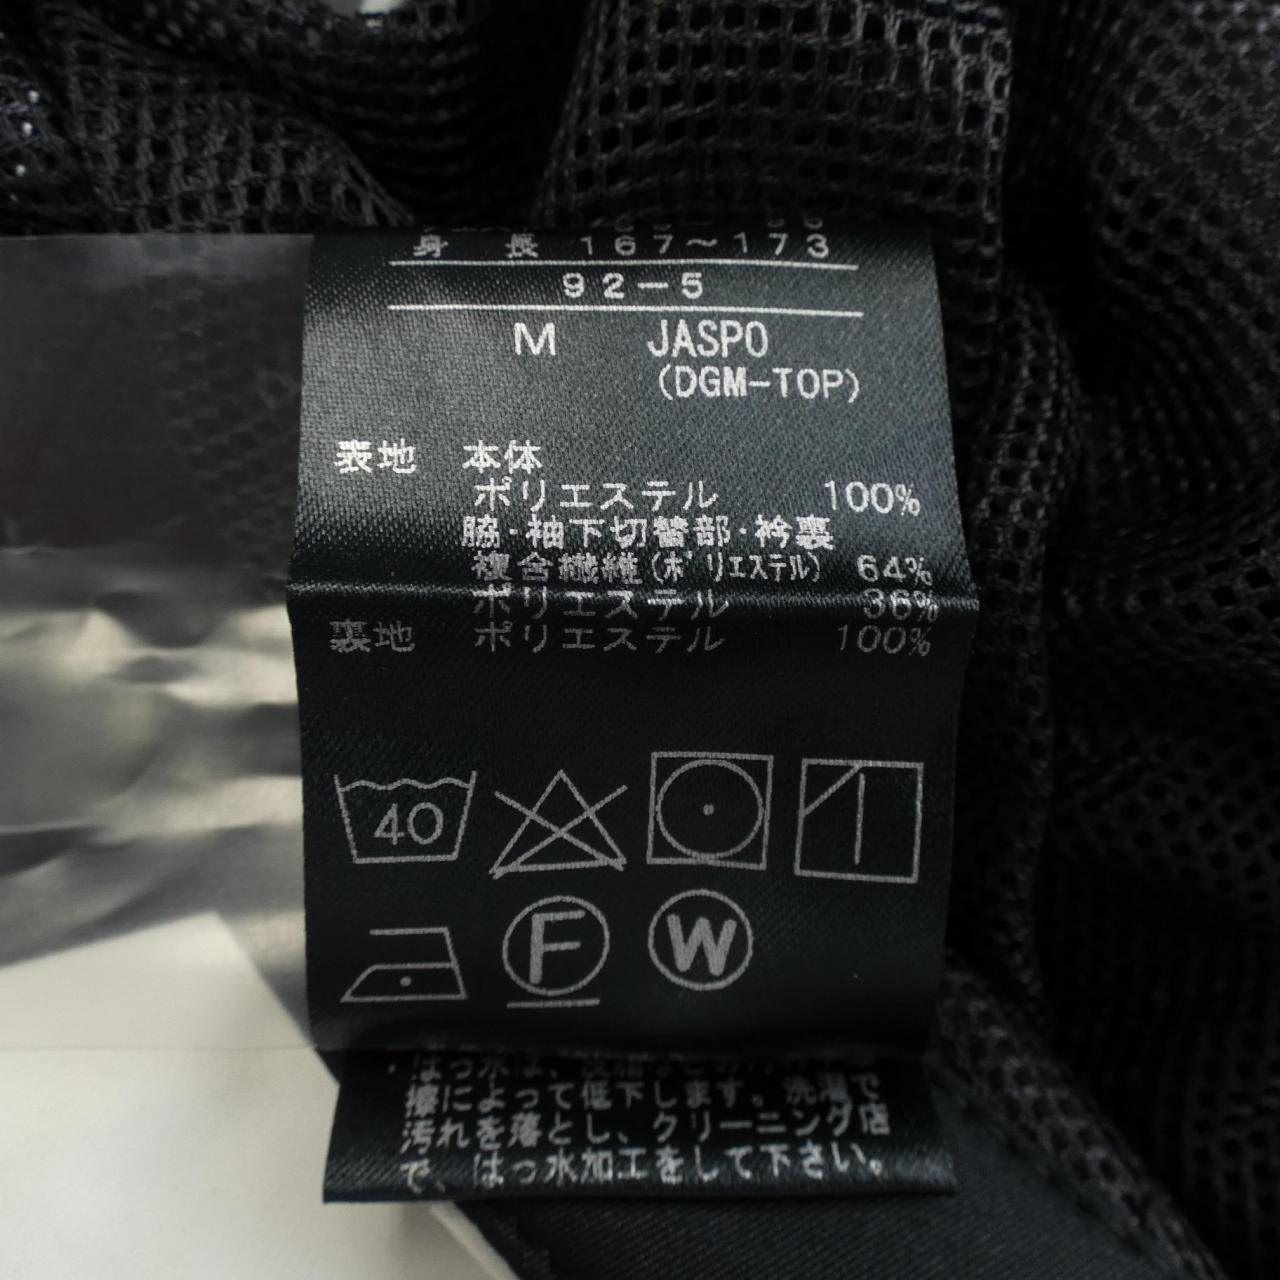 身長 167～173
92-5
M JASPO
(DGM-TOP)
表地 本体
ポリエステル 100%
脇・袖下切替部・衿裏
複合繊維(ポリエステル) 64%
ポリエステル 36%
裏地 ポリエステル 100%
40
F W
はっ水は、
擦によって低下します。洗濯で
汚れを落とし、クリーニング店
で、はっ水加工をして下さい。